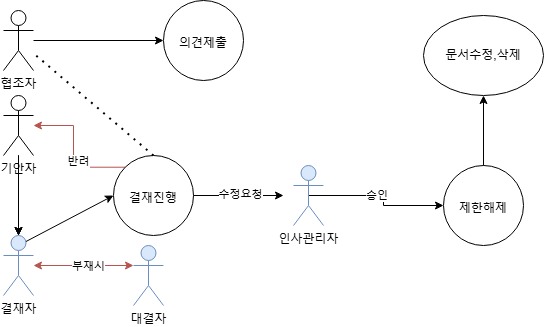 의견제출
문서수정,삭제
협조자
반려
기안자
결재진행
수정요청
승인
제한해제
인사관리자
부재시
결재자
대결자